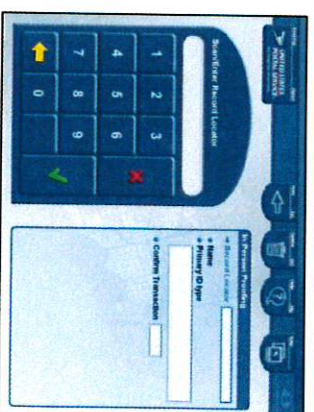 UNITED STATES
POSTAL SERVICE
Scan/Enter Record Locator
1 2 3
4 5 6
7 8 9
0
In Person Proofing
Record Locator
Name
Primary ID type
Confirm Transaction